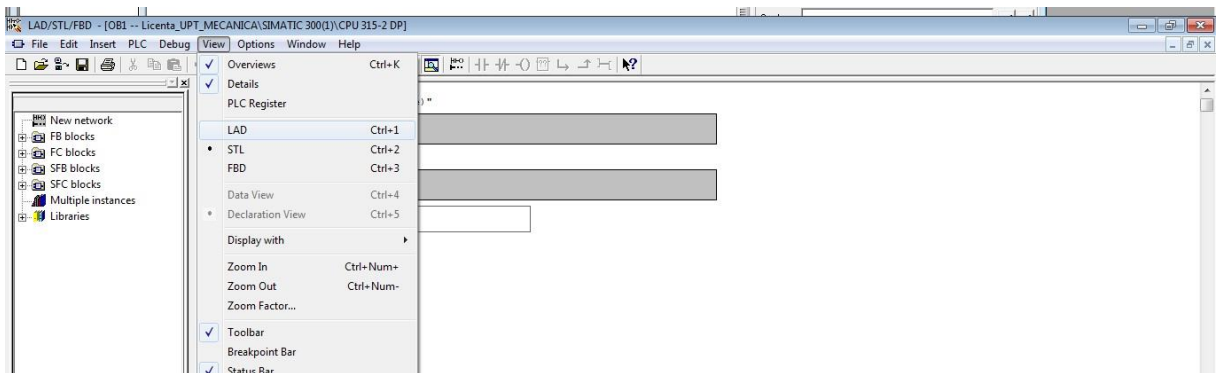 LAD/STL/FBD - [OB1 -- Licenta_UPT_MECANICA\SIMATIC 300(1)\CPU 315-2 DP]
File Edit Insert PLC Debug View Options Window Help
Overviews Ctrl+K
Details
PLC Register
LAD Ctrl+1
STL Ctrl+2
FBD Ctrl+3
Data View Ctrl+4
Declaration View Ctrl+5
Display with
Zoom In Ctrl+Num+
Zoom Out Ctrl+Num-
Zoom Factor...
Toolbar
Breakpoint Bar
Status Bar
New network
FB blocks
FC blocks
SFB blocks
SFC blocks
Multiple instances
Libraries